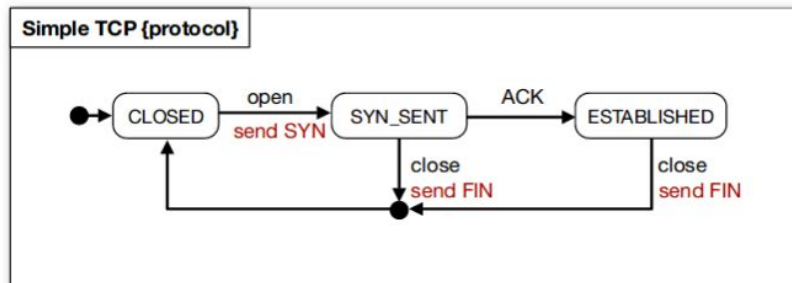 Simple TCP {protocol}
open
ACK
CLOSED
SYN_SENT
ESTABLISHED
send SYN
close
close
send FIN
send FIN